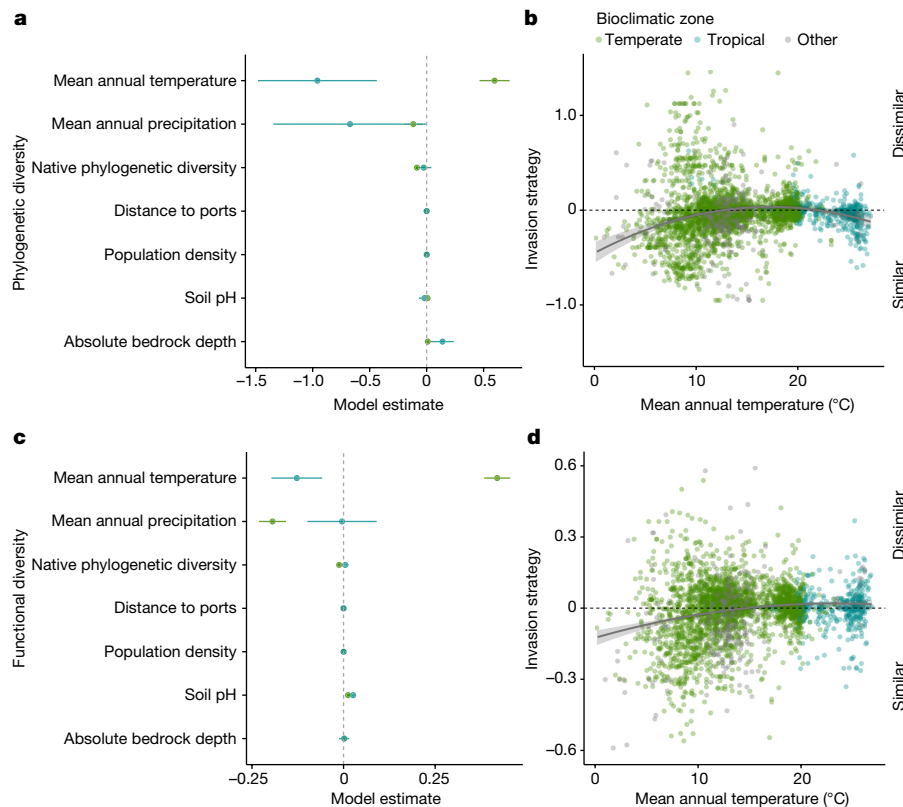 a
Phylogenetic diversity
Mean annual temperature
Mean annual precipitation
Native phylogenetic diversity
Distance to ports
Population density
Soil pH
Absolute bedrock depth
−1.5 −1.0 −0.5 0 0.5
Model estimate
b
Bioclimatic zone
Temperate Tropical Other
Invasion strategy
1.0
0
−1.0
Dissimilar
Similar
0 10 20
Mean annual temperature (°C)
c
Functional diversity
Mean annual temperature
Mean annual precipitation
Native phylogenetic diversity
Distance to ports
Population density
Soil pH
Absolute bedrock depth
−0.25 0 0.25
Model estimate
d
Invasion strategy
0.6
0.3
0
−0.3
−0.6
Dissimilar
Similar
0 10 20
Mean annual temperature (°C)